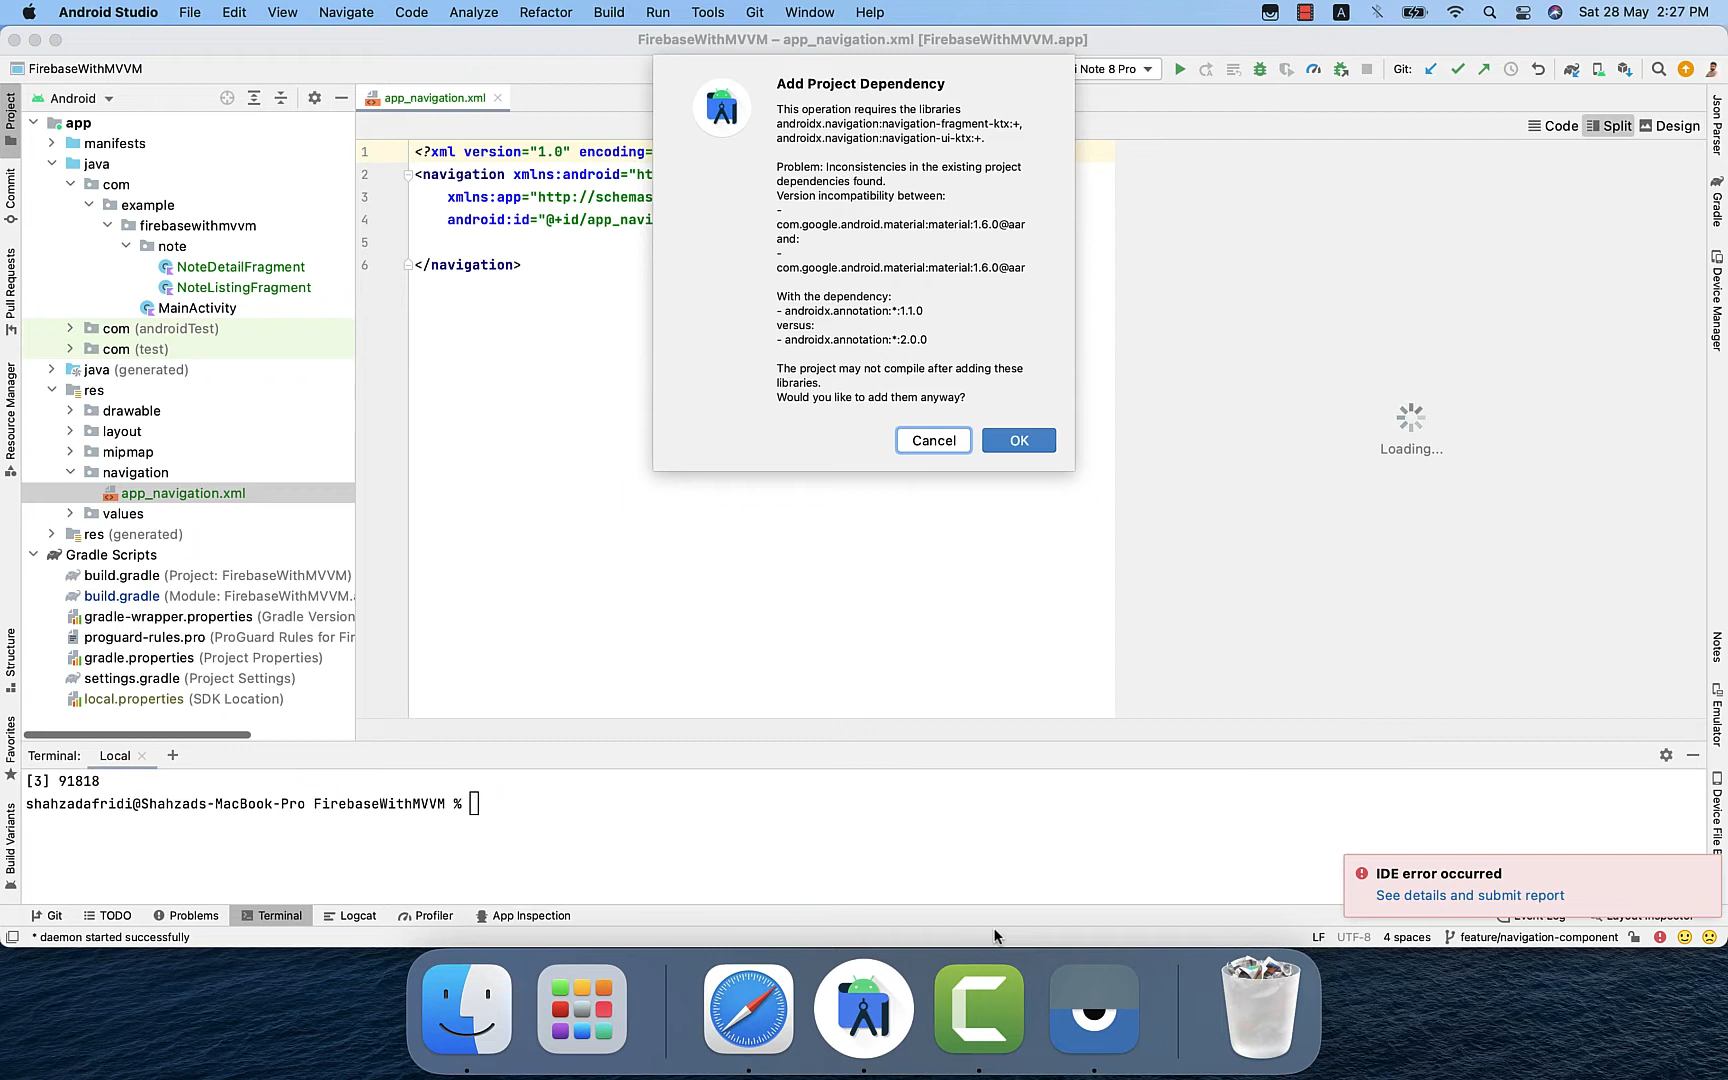 Android Studio File Edit View Navigate Code Analyze Refactor Build Run Tools Git Window Help A Sat 28 May 2:27 PM
FirebaseWithMVVM – app_navigation.xml [FirebaseWithMVVM.app]
FirebaseWithMVVM
i Note 8 Pro
Git:
Android
app_navigation.xml
Code
Split
Design
app
manifests
java
com
example
firebasewithmvvm
note
NoteDetailFragment
NoteListingFragment
MainActivity
com (androidTest)
com (test)
java (generated)
res
drawable
layout
mipmap
navigation
app_navigation.xml
values
res (generated)
Gradle Scripts
build.gradle (Project: FirebaseWithMVVM)
build.gradle (Module: FirebaseWithMVVM.
gradle-wrapper.properties (Gradle Version
proguard-rules.pro (ProGuard Rules for Fir
gradle.properties (Project Properties)
settings.gradle (Project Settings)
local.properties (SDK Location)
1 <?xml version="1.0" encoding=
2 <navigation xmlns:android="ht
3 xmlns:app="http://schemas
4 android:id="@+id/app_navi
5
6 </navigation>
Add Project Dependency
This operation requires the libraries
androidx.navigation:navigation-fragment-ktx:+,
androidx.navigation:navigation-ui-ktx:+.
Problem: Inconsistencies in the existing project
dependencies found.
Version incompatibility between:
-
com.google.android.material:material:1.6.0@aar
and:
-
com.google.android.material:material:1.6.0@aar
With the dependency:
- androidx.annotation:*:1.1.0
versus:
- androidx.annotation:*:2.0.0
The project may not compile after adding these
libraries.
Would you like to add them anyway?
Cancel
OK
Loading...
Project
Commit
Pull Requests
Resource Manager
Structure
Favorites
Build Variants
Json Parser
Gradle
Device Manager
Notes
Emulator
Device File E
Terminal: Local
[3] 91818
shahzadafridi@Shahzads-MacBook-Pro FirebaseWithMVVM %
IDE error occurred
See details and submit report
Git
TODO
Problems
Terminal
Logcat
Profiler
App Inspection
Event Log
Layout Inspector
* daemon started successfully
LF UTF-8 4 spaces feature/navigation-component